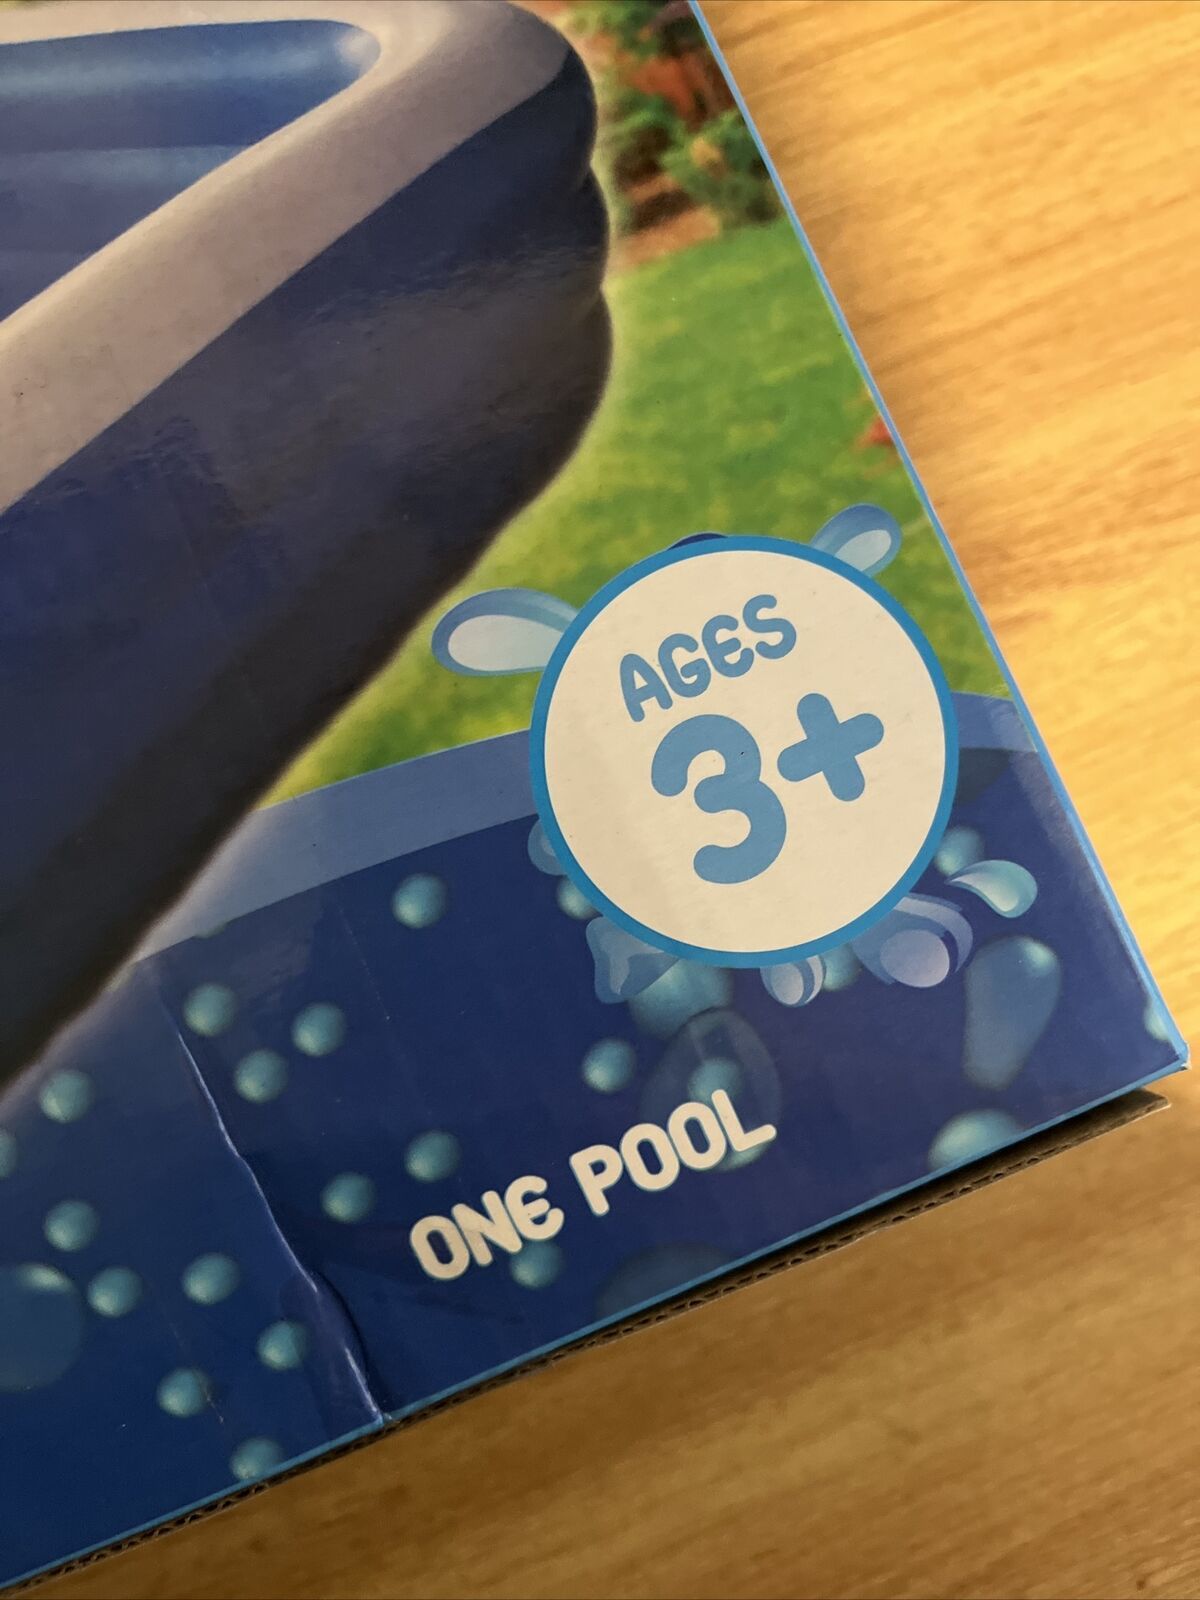 AGES
3+
ONE POOL